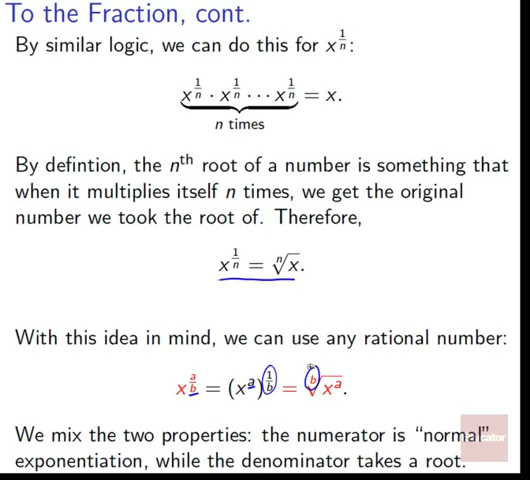 To the Fraction, cont.
By similar logic, we can do this for x^{1/n}:
x^{1/n} · x^{1/n} ··· x^{1/n} = x.
n times
By defintion, the n^{th} root of a number is something that
when it multiplies itself n times, we get the original
number we took the root of. Therefore,
x^{1/n} = ⁿ√x.
With this idea in mind, we can use any rational number:
x^{a/b} = (x^a)^{1/b} = ᵇ√x^a.
We mix the two properties: the numerator is “normal”
exponentiation, while the denominator takes a root.